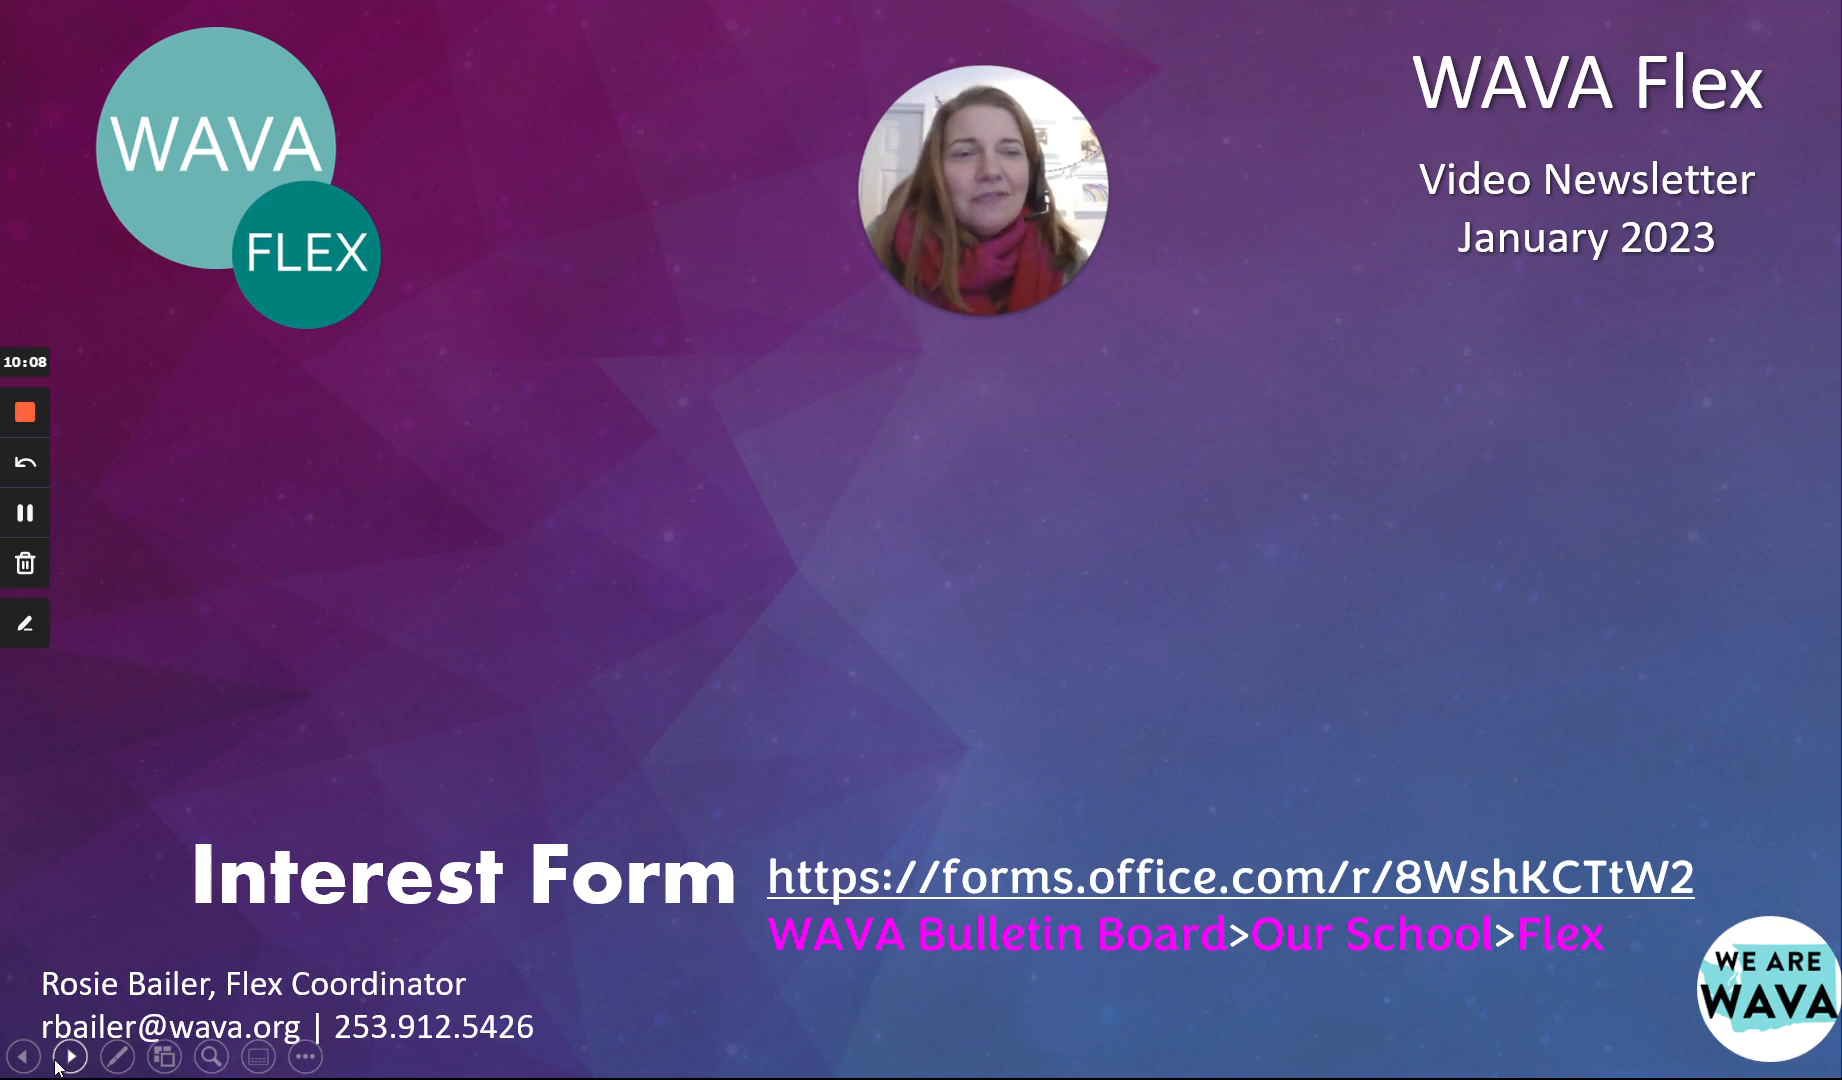 WAVA
FLEX
WAVA Flex
Video Newsletter
January 2023
10:08
Interest Form
https://forms.office.com/r/8WshKCTtW2
WAVA Bulletin Board>Our School>Flex
Rosie Bailer, Flex Coordinator
rbailer@wava.org | 253.912.5426
WE ARE
WAVA